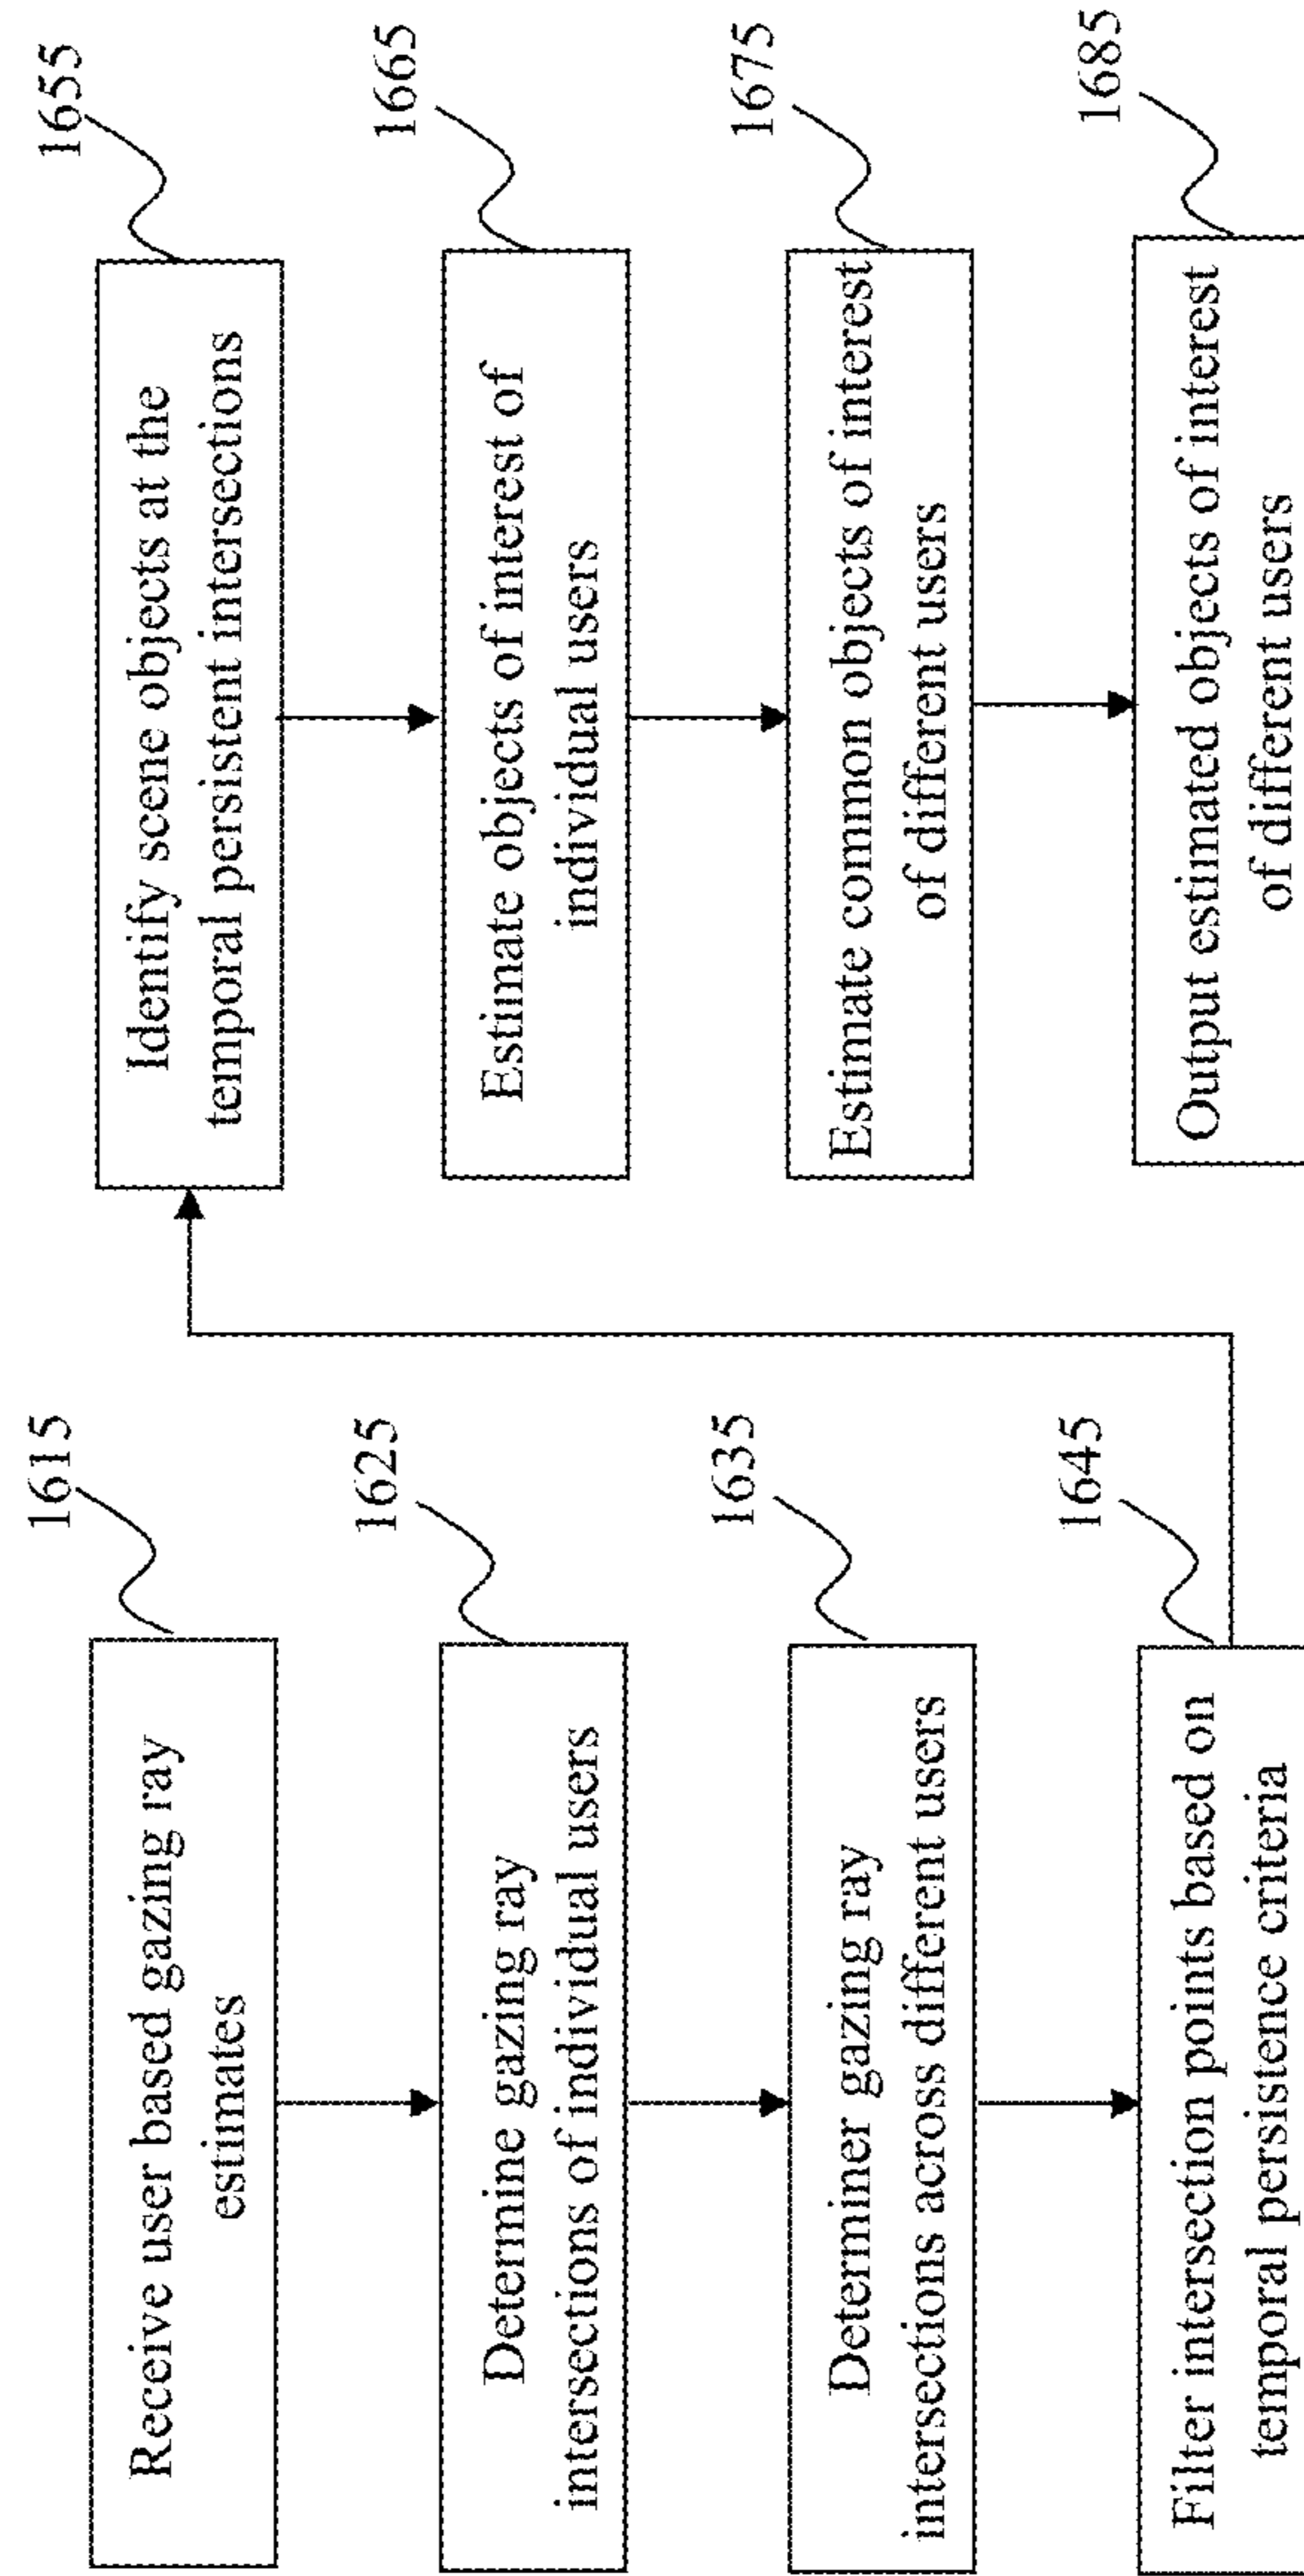 1615
Receive user based gazing ray
estimates
1625
Determine gazing ray
intersections of individual users
1635
Determiner gazing ray
intersections across different users
1645
Filter intersection points based on
temporal persistence criteria
1655
Identify scene objects at the
temporal persistent intersections
1665
Estimate objects of interest of
individual users
1675
Estimate common objects of interest
of different users
1685
Output estimated objects of interest
of different users